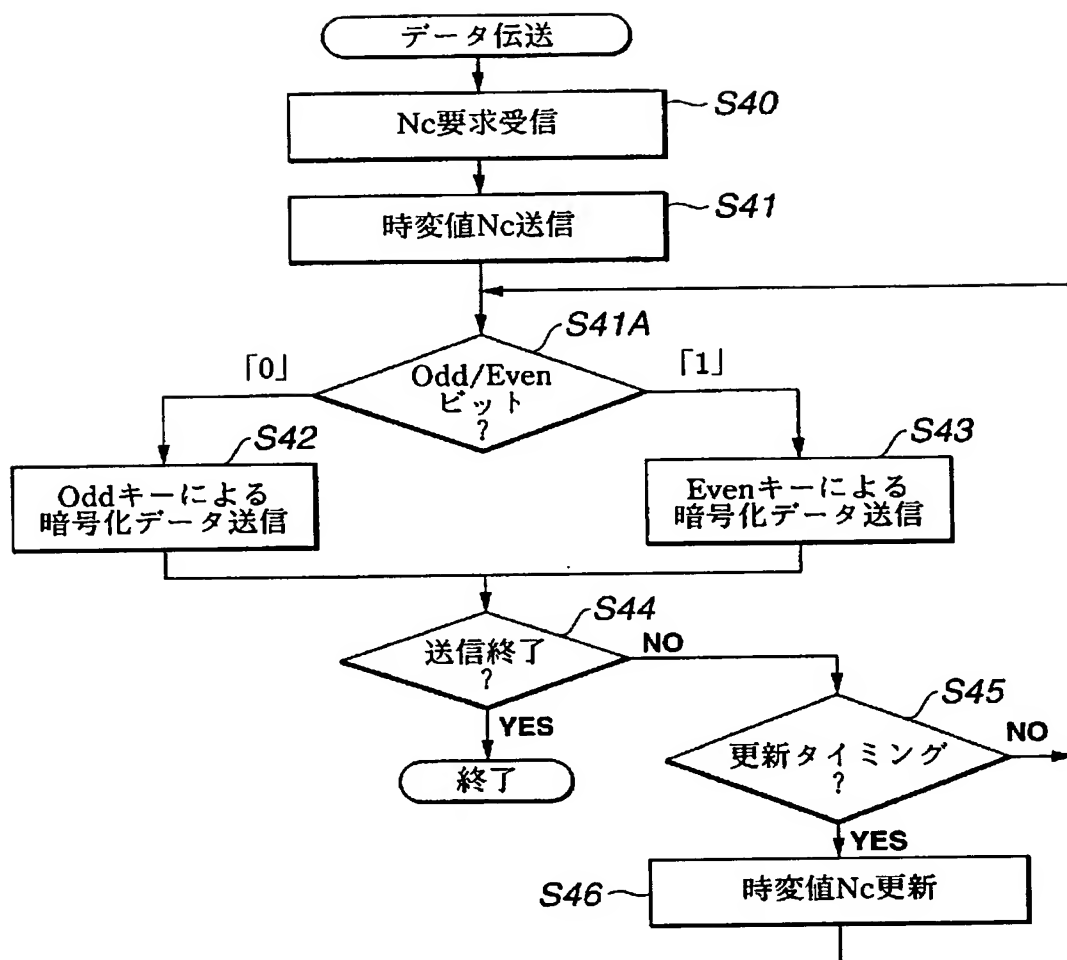 データ伝送
Nc要求受信
S40
時変値Nc送信
S41
S41A
「0」
Odd/Even
ビット
?
「1」
S42
Oddキーによる
暗号化データ送信
S43
Evenキーによる
暗号化データ送信
S44
送信終了
?
NO
YES
終了
S45
更新タイミング
?
NO
YES
S46
時変値Nc更新